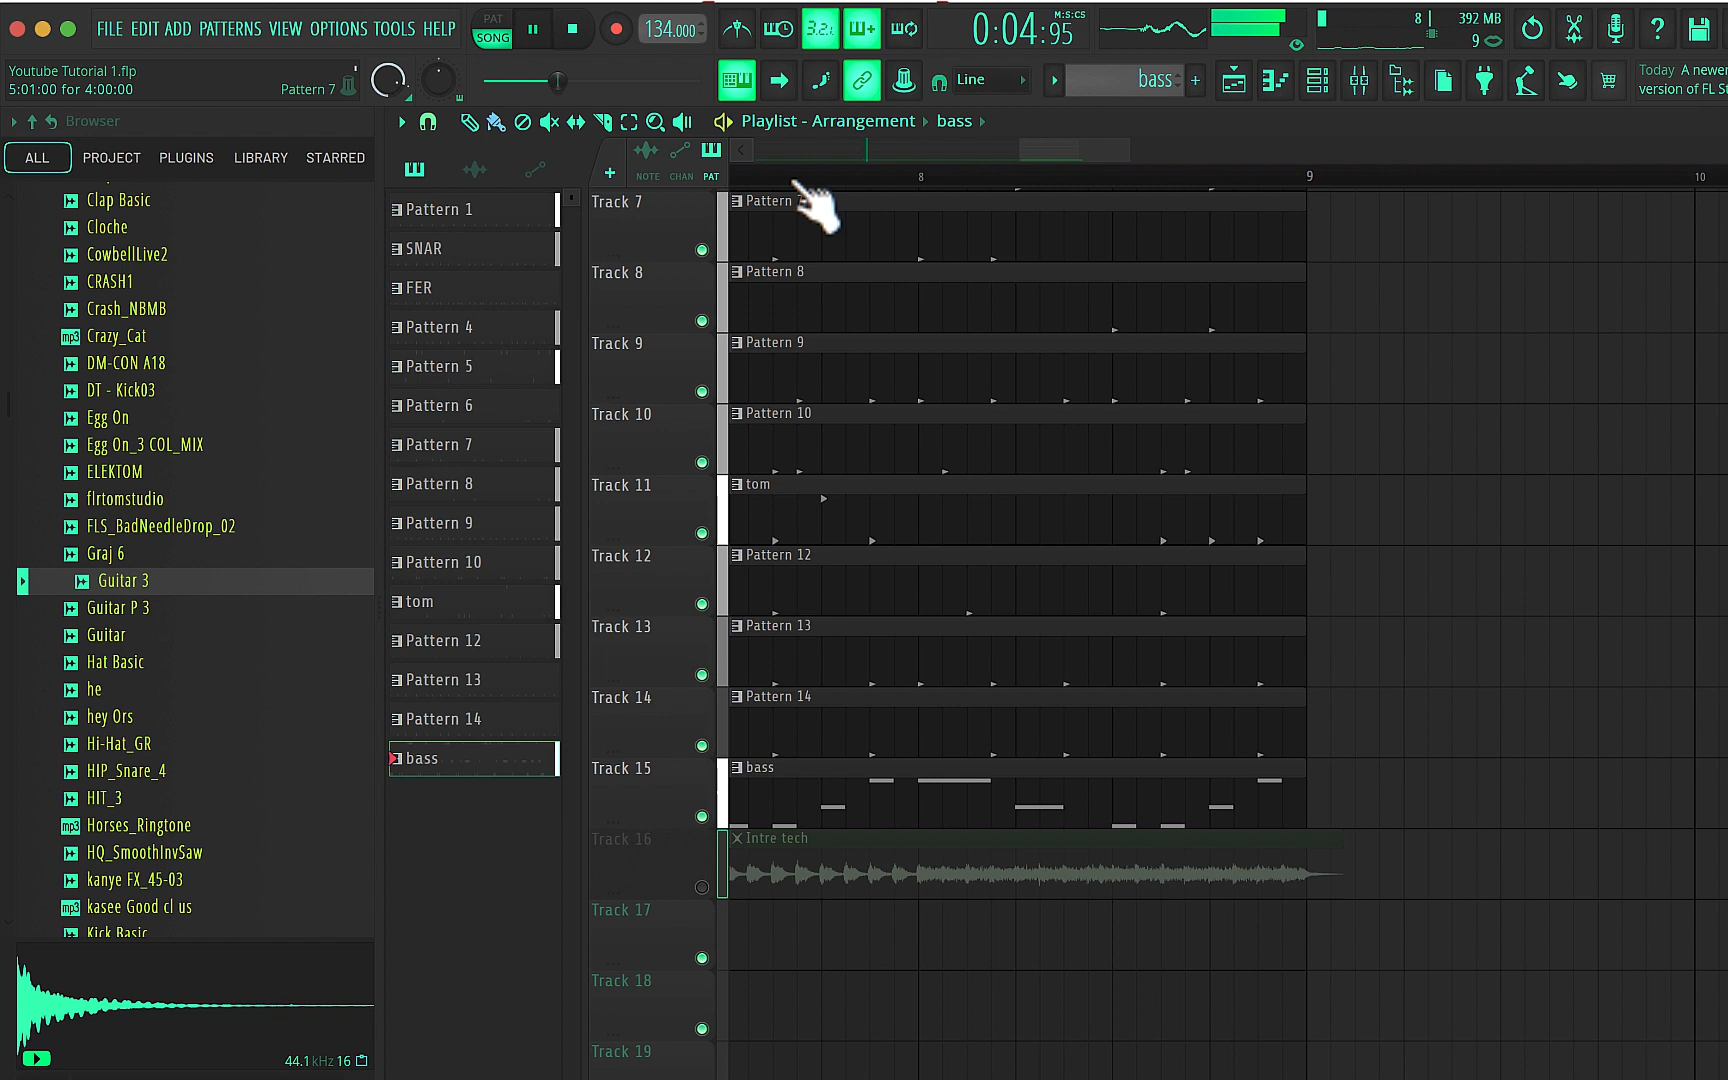 FILE EDIT ADD PATTERNS VIEW OPTIONS TOOLS HELP
PAT
SONG
134.000
3.2.
0:04:95
M:S:CS
8
392 MB
9
Youtube Tutorial 1.flp
5:01:00 for 4:00:00
Pattern 7
Line
bass
Today A newer
version of FL St
Browser
Playlist - Arrangement ▸ bass ▸
ALL PROJECT PLUGINS LIBRARY STARRED
NOTE CHAN PAT
8
9
10
Clap Basic
Cloche
CowbellLive2
CRASH1
Crash_NBMB
mp3 Crazy_Cat
DM-CON A18
DT - Kick03
Egg On
Egg On_3 COL_MIX
ELEKTOM
flrtomstudio
FLS_BadNeedleDrop_02
Graj 6
Guitar 3
Guitar P 3
Guitar
Hat Basic
he
hey Ors
Hi-Hat_GR
HIP_Snare_4
HIT_3
mp3 Horses_Ringtone
HQ_SmoothInvSaw
kanye FX_45-03
mp3 kasee Good cl us
Kick Basic
44.1kHz 16
Pattern 1
SNAR
FER
Pattern 4
Pattern 5
Pattern 6
Pattern 7
Pattern 8
Pattern 9
Pattern 10
tom
Pattern 12
Pattern 13
Pattern 14
bass
Track 7
Pattern 7
Track 8
Pattern 8
Track 9
Pattern 9
Track 10
Pattern 10
Track 11
tom
Track 12
Pattern 12
Track 13
Pattern 13
Track 14
Pattern 14
Track 15
bass
Track 16
Intre tech
Track 17
Track 18
Track 19